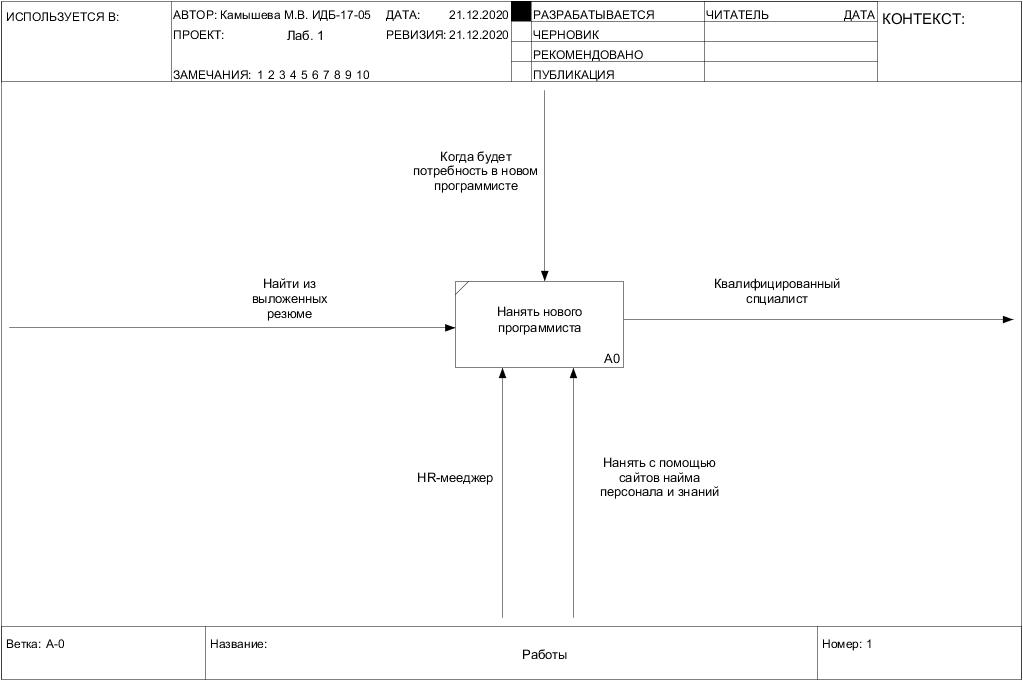 ИСПОЛЬЗУЕТСЯ В:
АВТОР: Камышева М.В. ИДБ-17-05 ДАТА: 21.12.2020
ПРОЕКТ: Лаб. 1 РЕВИЗИЯ: 21.12.2020
ЗАМЕЧАНИЯ: 1 2 3 4 5 6 7 8 9 10
РАЗРАБАТЫВАЕТСЯ
ЧЕРНОВИК
РЕКОМЕНДОВАНО
ПУБЛИКАЦИЯ
ЧИТАТЕЛЬ ДАТА
КОНТЕКСТ:
Когда будет
потребность в новом
программисте
Найти из
выложенных
резюме
Нанять нового
программиста
A0
Квалифицированный
спциалист
HR-мееджер
Нанять с помощью
сайтов найма
персонала и знаний
Ветка: A-0
Название:
Работы
Номер: 1